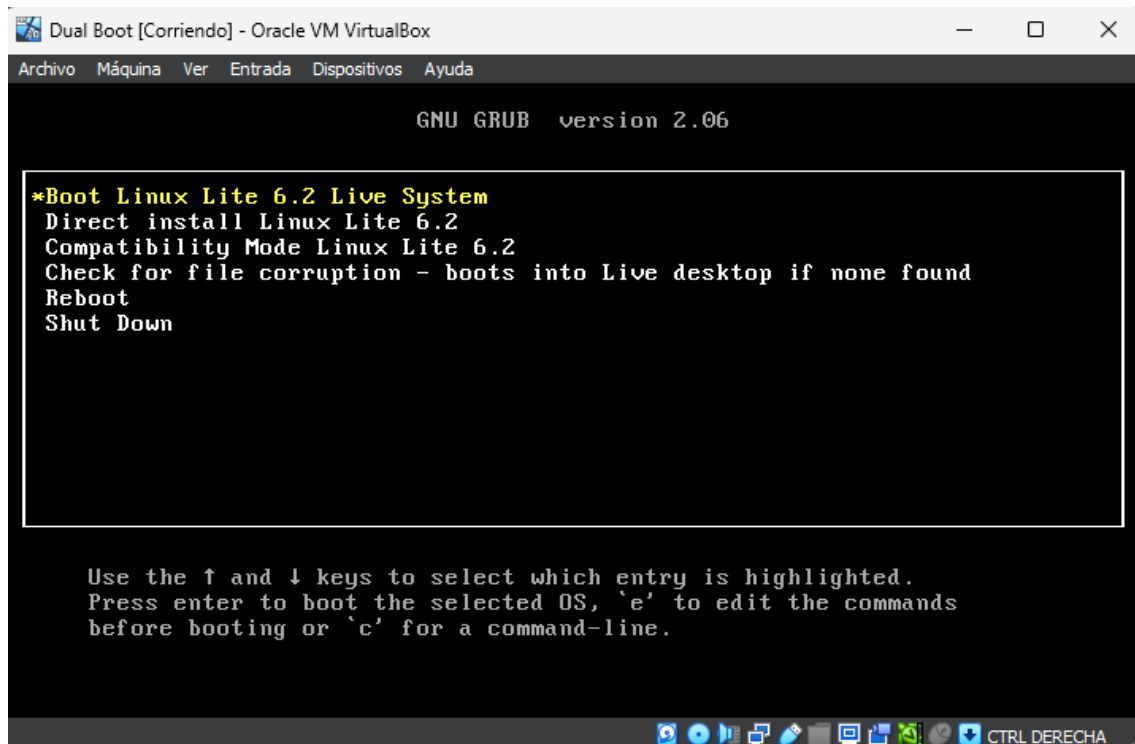 Dual Boot [Corriendo] - Oracle VM VirtualBox
Archivo Máquina Ver Entrada Dispositivos Ayuda
GNU GRUB version 2.06
*Boot Linux Lite 6.2 Live System
Direct install Linux Lite 6.2
Compatibility Mode Linux Lite 6.2
Check for file corruption - boots into Live desktop if none found
Reboot
Shut Down
Use the ↑ and ↓ keys to select which entry is highlighted.
Press enter to boot the selected OS, `e' to edit the commands
before booting or `c' for a command-line.
CTRL DERECHA